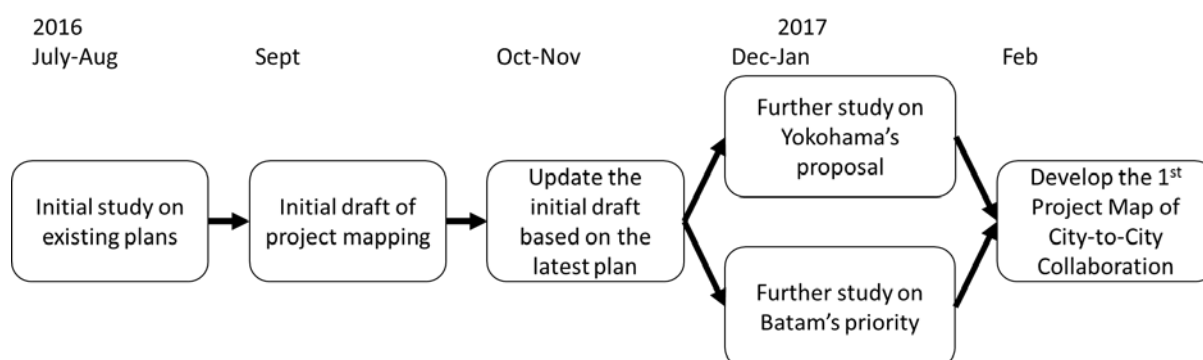 2016
2017
July-Aug
Sept
Oct-Nov
Dec-Jan
Feb
Initial study on
existing plans
Initial draft of
project mapping
Update the
initial draft
based on the
latest plan
Further study on
Yokohama's
proposal
Further study on
Batam's priority
Develop the 1st
Project Map of
City-to-City
Collaboration